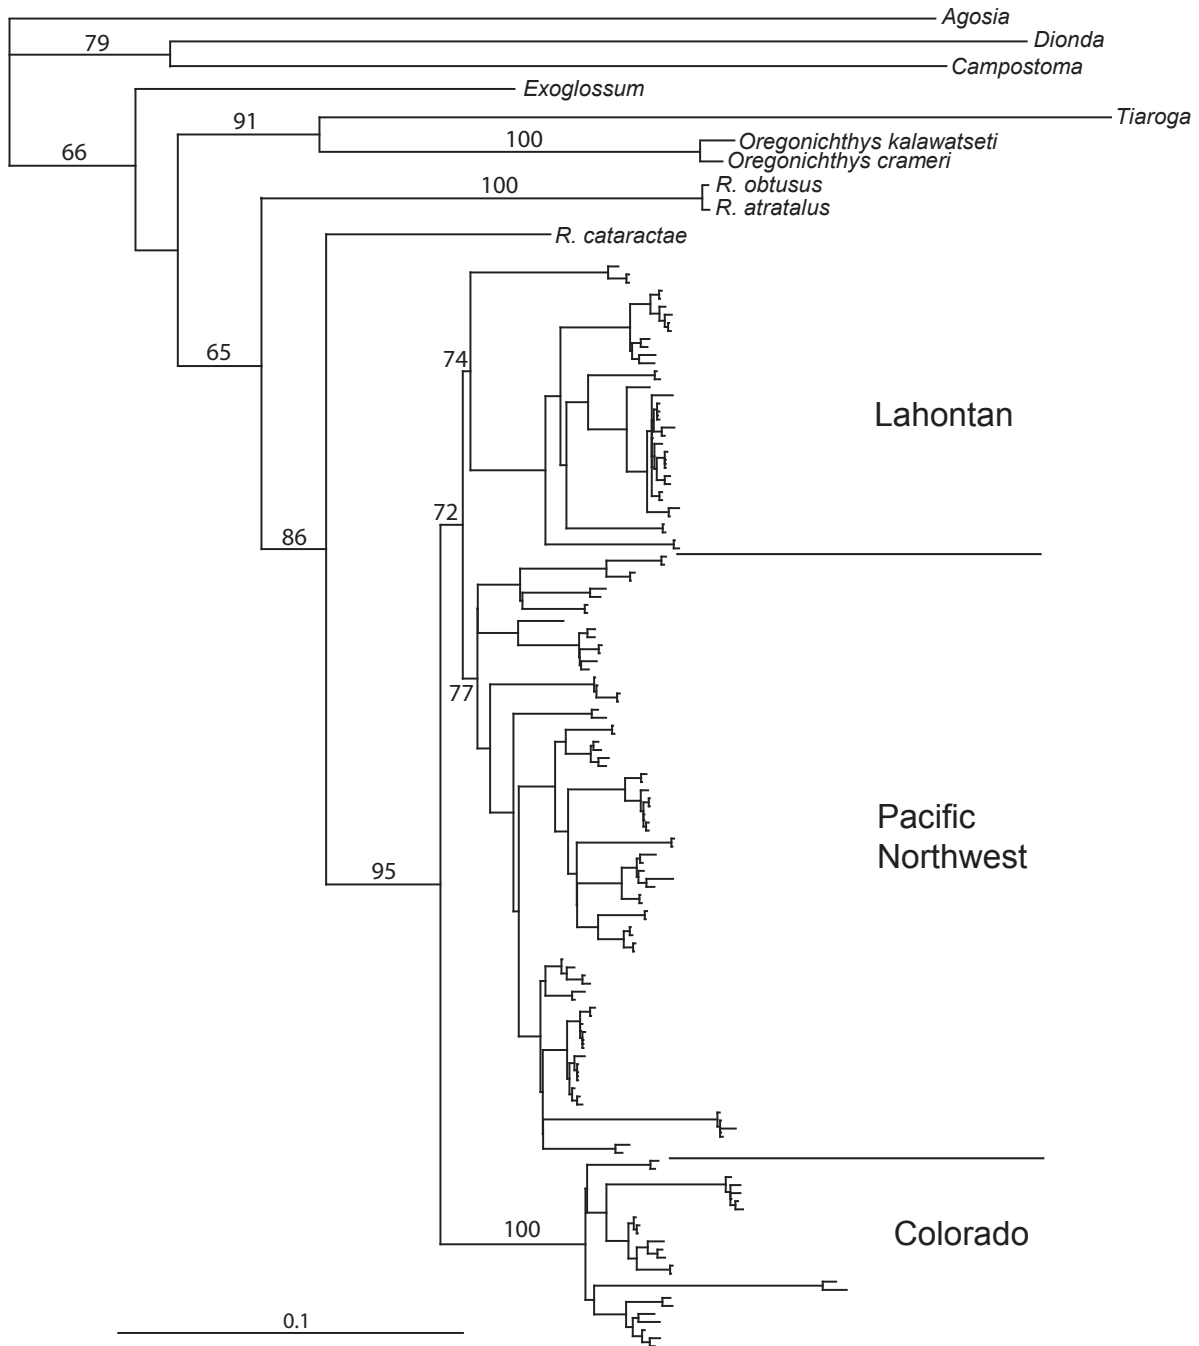 Agosia
79
Dionda
Campostoma
Exoglossum
Tiaroga
91
100
Oregonichthys kalawatseti
66
Oregonichthys crameri
100
R. obtusus
R. atratalus
R. cataractae
65
74
Lahontan
72
86
77
Pacific
Northwest
95
100
Colorado
0.1